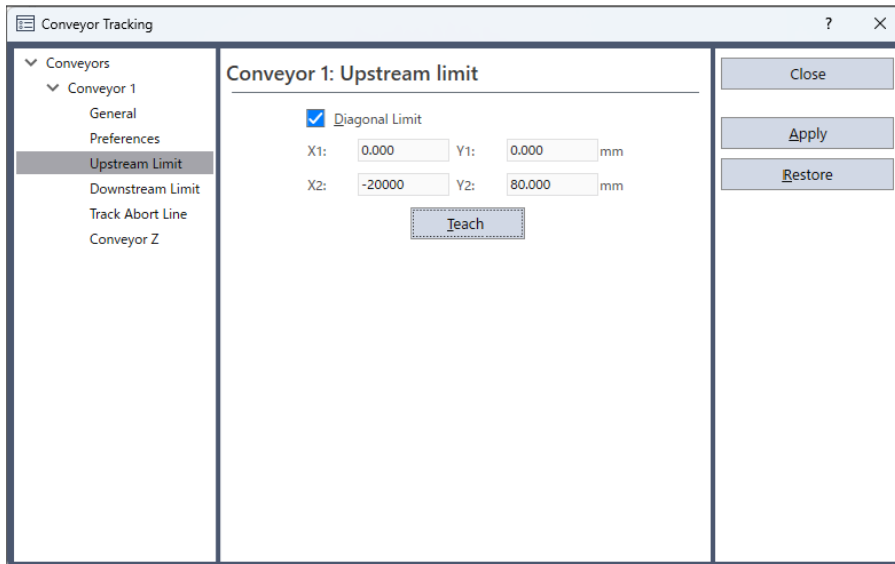 Conveyor Tracking
?
Conveyors
Conveyor 1
General
Preferences
Upstream Limit
Downstream Limit
Track Abort Line
Conveyor Z
Conveyor 1: Upstream limit
Diagonal Limit
X1: 0.000 Y1: 0.000 mm
X2: -20000 Y2: 80.000 mm
Teach
Close
Apply
Restore